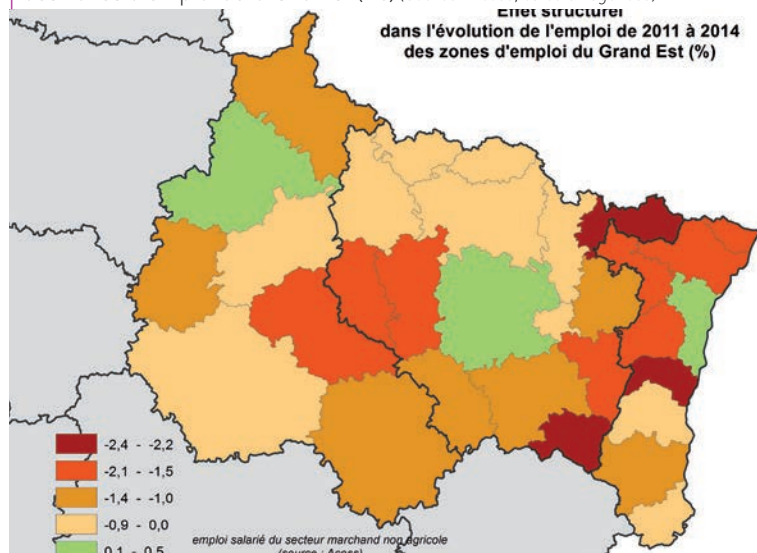 Effet structurel
dans l'évolution de l'emploi de 2011 à 2014
des zones d'emploi du Grand Est (%)
-2,4 - -2,2
-2,1 - -1,5
-1,4 - -1,0
-0,9 - 0,0
0,1 - 0,5
emploi salarié du secteur marchand non agricole
(source : Acoss)